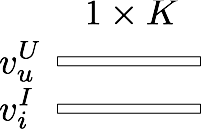 1 × K
v_u^U
v_i^I